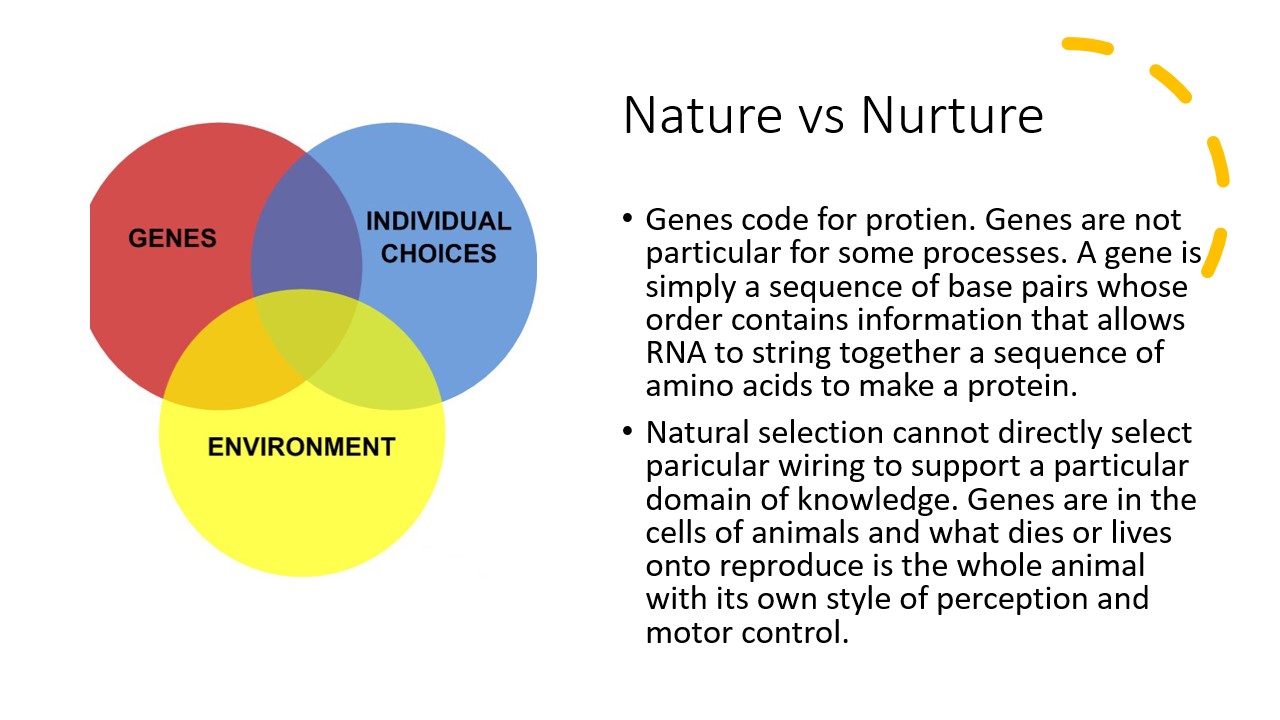 GENES
INDIVIDUAL
CHOICES
ENVIRONMENT
Nature vs Nurture
• Genes code for protien. Genes are not
particular for some processes. A gene is
simply a sequence of base pairs whose
order contains information that allows
RNA to string together a sequence of
amino acids to make a protein.
• Natural selection cannot directly select
paricular wiring to support a particular
domain of knowledge. Genes are in the
cells of animals and what dies or lives
onto reproduce is the whole animal
with its own style of perception and
motor control.